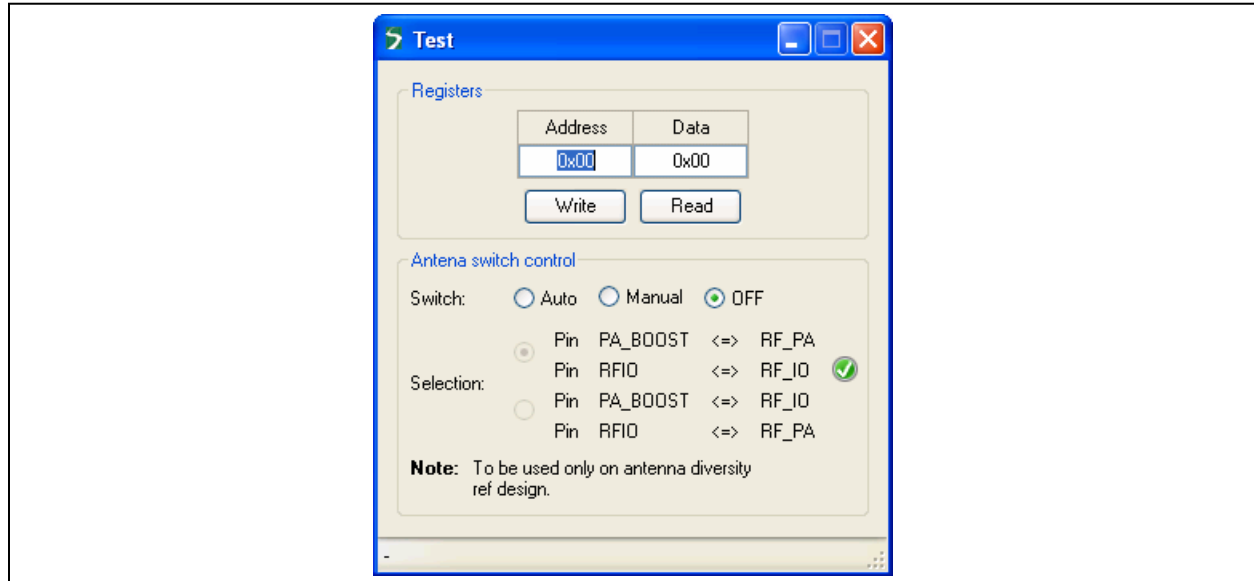 Test
Registers
Address Data
0x00 0x00
Write Read
Antena switch control
Switch: Auto Manual OFF
Pin PA_BOOST <=> RF_PA
Pin RFIO <=> RF_IO
Selection:
Pin PA_BOOST <=> RF_IO
Pin RFIO <=> RF_PA
Note: To be used only on antenna diversity
ref design.
-